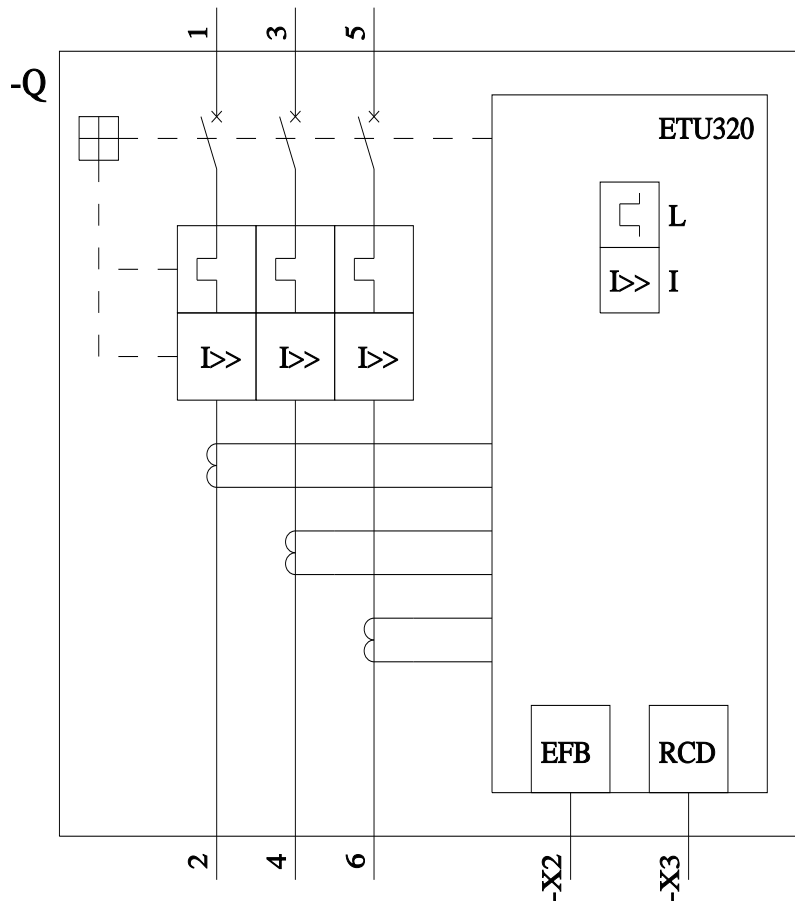 1 3 5
-Q
ETU320
L
I>> I
I>> I>> I>>
EFB RCD
2 4 6 -X2 -X3